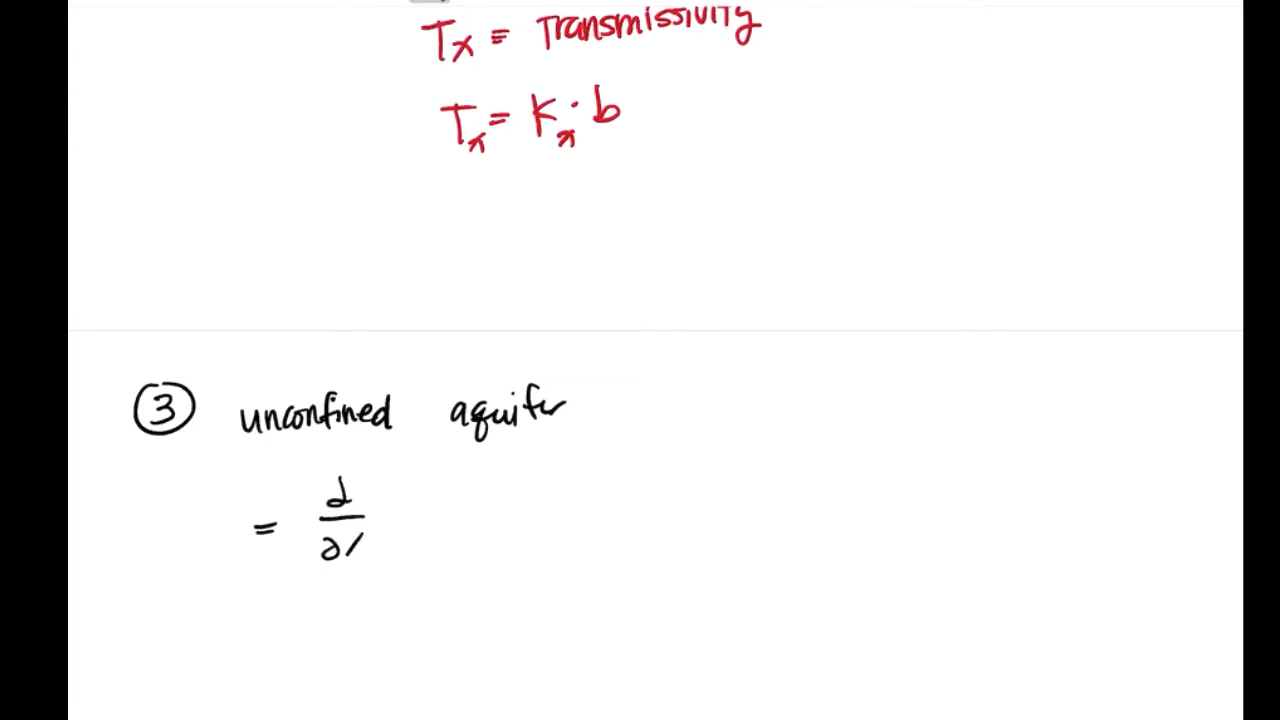 Tx = Transmissivity
Tx = Kx · b
③ unconfined aquifer
= ∂/∂